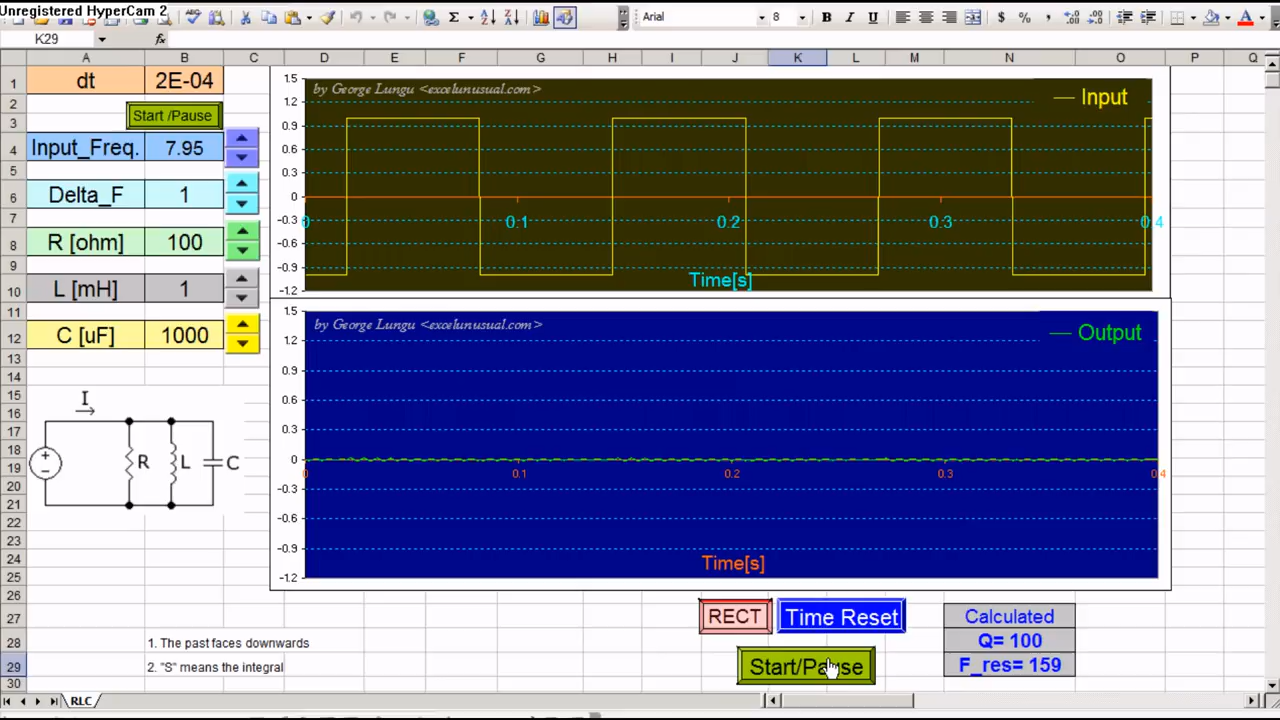 Unregistered HyperCam 2
Arial 8 B I U $ %
K29 fx
A B C D E F G H I J K L M N O P Q
1 dt 2E-04
2
3 Start /Pause
4 Input_Freq. 7.95
5
6 Delta_F 1
7
8 R [ohm] 100
9
10 L [mH] 1
11
12 C [uF] 1000
13
14
15
16
17
18
19
20
21
22
23
24
25
26
27
28
29
30
I
+
−
R L C
by George Lungu <excelunusual.com>
Input
1.5
1.2
0.9
0.6
0.3
0
-0.3
-0.6
-0.9
-1.2
0 0.1 0.2 0.3 0.4
Time[s]
by George Lungu <excelunusual.com>
Output
1.5
1.2
0.9
0.6
0.3
0
-0.3
-0.6
-0.9
-1.2
0 0.1 0.2 0.3 0.4
Time[s]
RECT Time Reset
Start/Pause
Calculated
Q= 100
F_res= 159
1. The past faces downwards
2. "S" means the integral
RLC